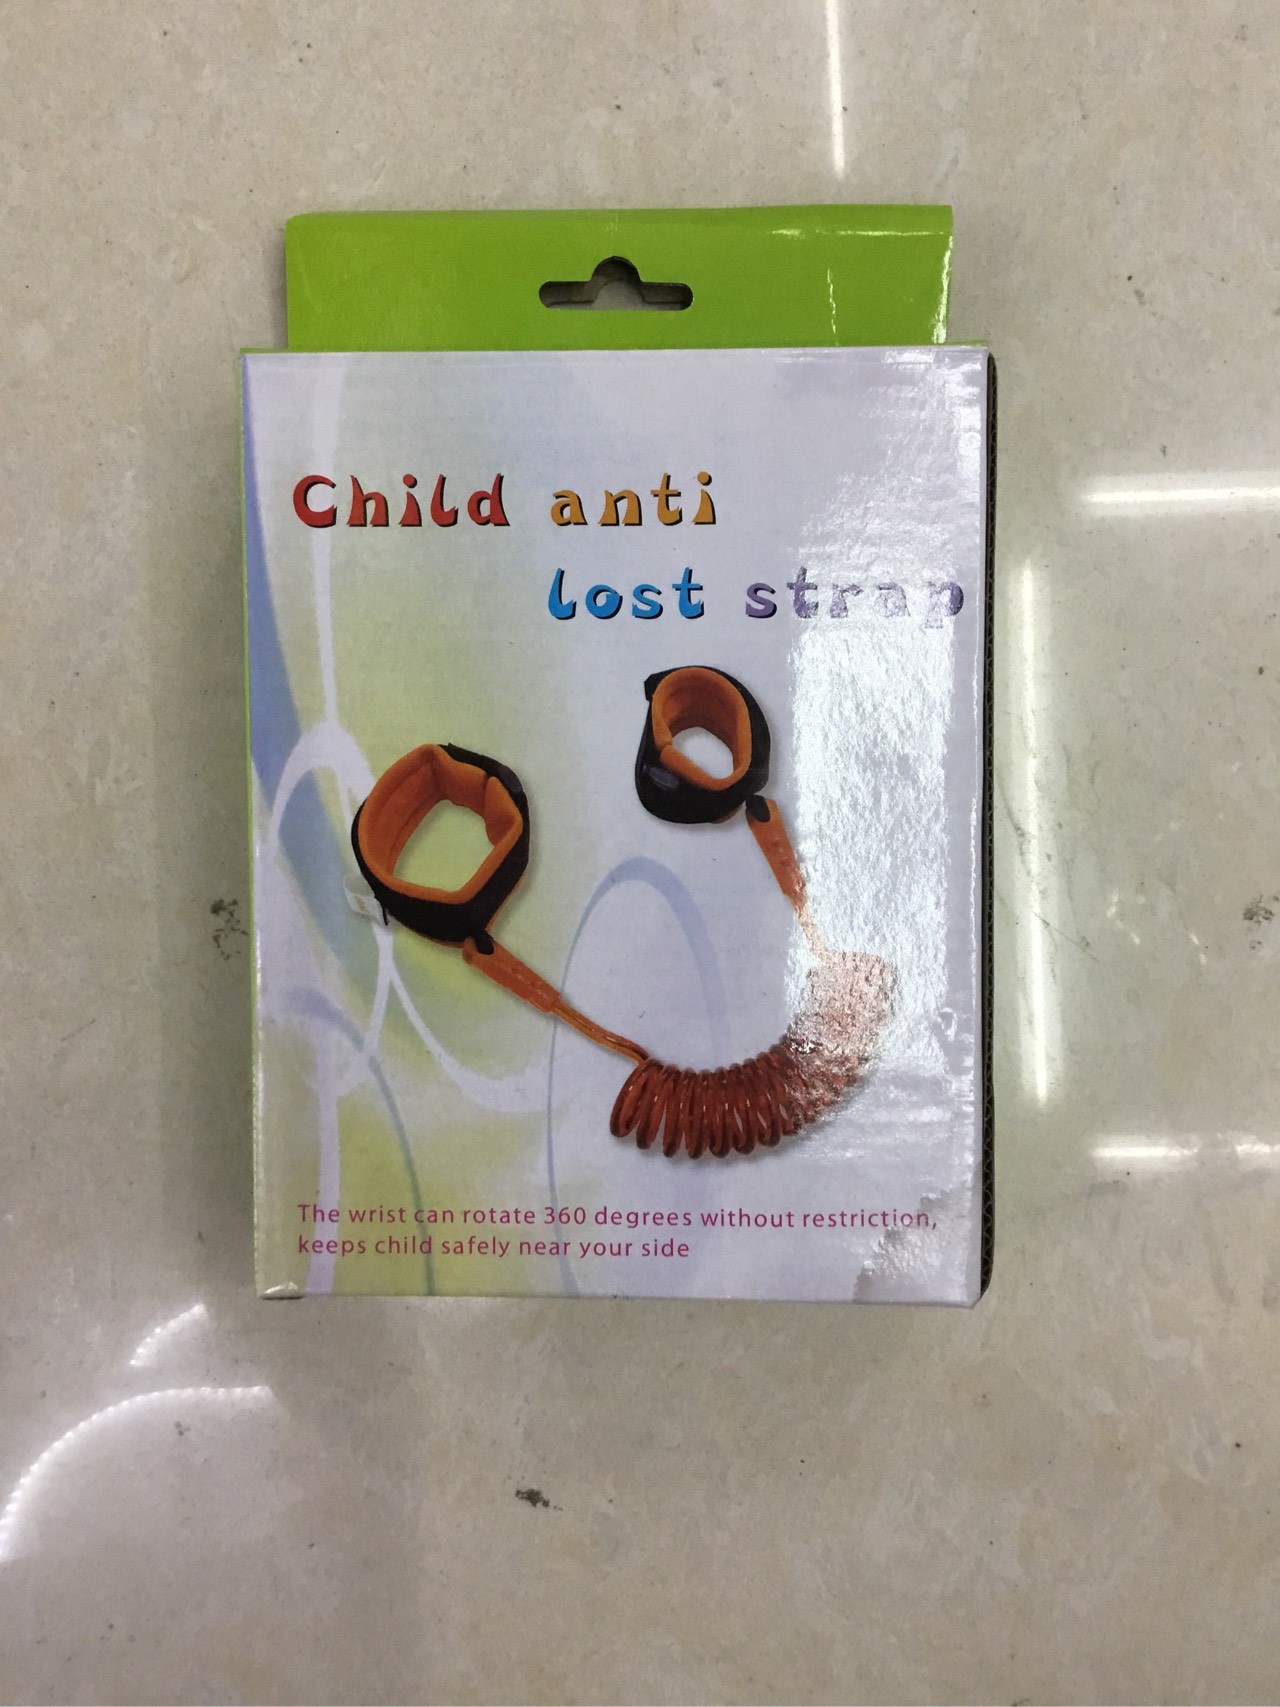 Child anti
lost strap
The wrist can rotate 360 degrees without restriction,
keeps child safely near your side